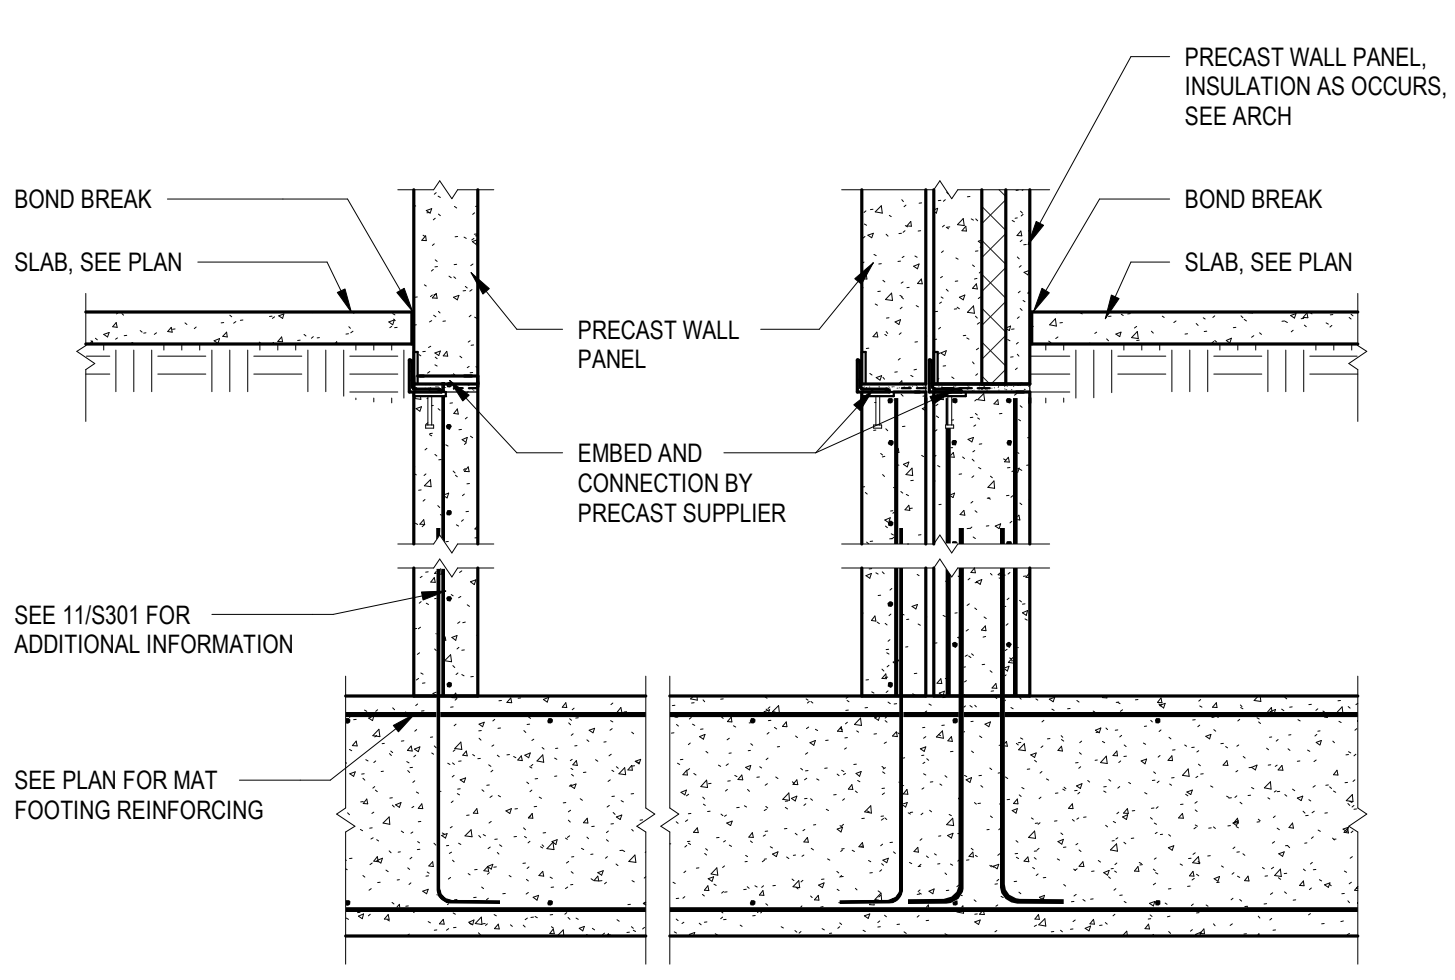 PRECAST WALL PANEL,
INSULATION AS OCCURS,
SEE ARCH
BOND BREAK
BOND BREAK
SLAB, SEE PLAN
SLAB, SEE PLAN
PRECAST WALL
PANEL
EMBED AND
CONNECTION BY
PRECAST SUPPLIER
SEE 11/S301 FOR
ADDITIONAL INFORMATION
SEE PLAN FOR MAT
FOOTING REINFORCING